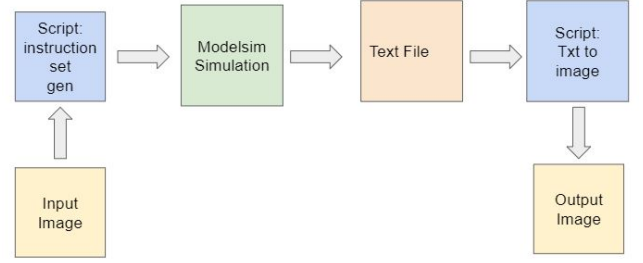 Script:
instruction
set
gen
Modelsim
Simulation
Text File
Script:
Txt to
image
Input
Image
Output
Image